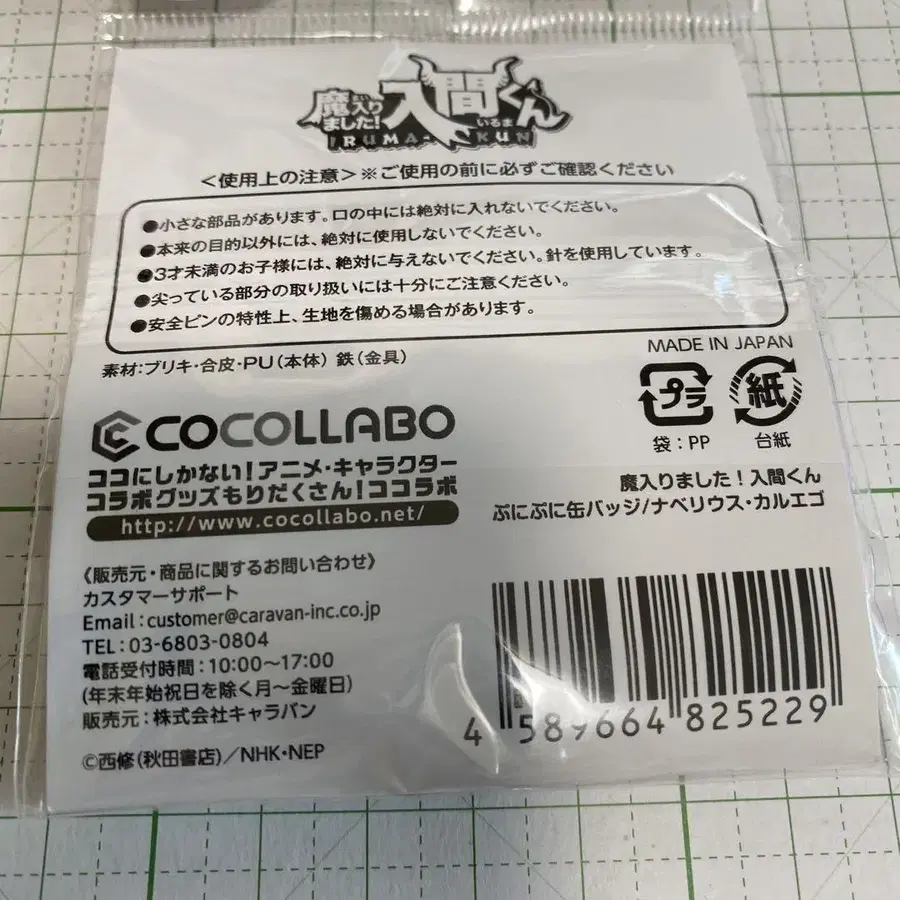 魔入りました!入間くん
いるま
IRUMA-KUN
<使用上の注意>※ご使用の前に必ずご確認ください
●小さな部品があります。口の中には絶対に入れないでください。
●本来の目的以外には、絶対に使用しないでください。
●3才未満のお子様には、絶対に与えないでください。針を使用しています。
●尖っている部分の取り扱いには十分にご注意ください。
●安全ピンの特性上、生地を傷める場合があります。
素材:ブリキ・合皮・PU(本体) 鉄(金具)
MADE IN JAPAN
プラ
紙
袋:PP
台紙
COCOLLABO
ココにしかない!アニメ・キャラクター
コラボグッズもりだくさん!ココラボ
http://www.cocollabo.net/
魔入りました!入間くん
ぷにぷに缶バッジ/ナベリウス・カルエゴ
《販売元・商品に関するお問い合わせ》
カスタマーサポート
Email:customer@caravan-inc.co.jp
TEL:03-6803-0804
電話受付時間:10:00～17:00
(年末年始祝日を除く月～金曜日)
販売元:株式会社キャラバン
©西修(秋田書店)/NHK・NEP
4 589664 825229